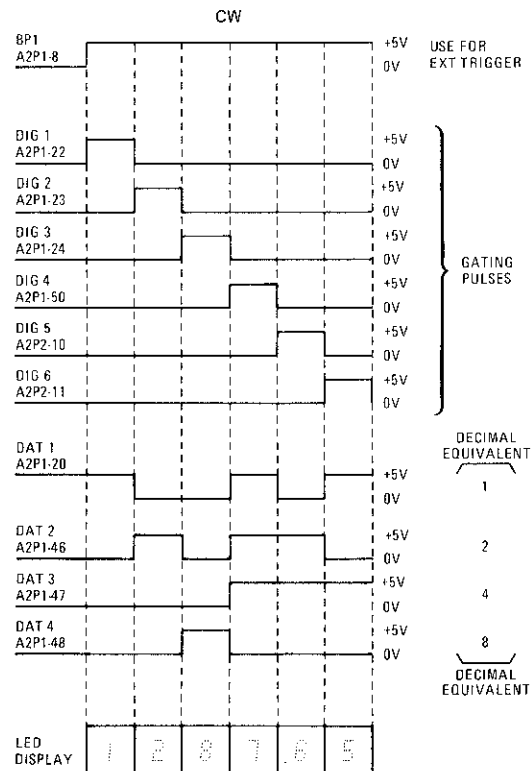 CW
BP1
A2P1-8
+5V
0V
USE FOR
EXT TRIGGER
DIG 1
A2P1-22
+5V
0V
DIG 2
A2P1-23
+5V
0V
DIG 3
A2P1-24
+5V
0V
DIG 4
A2P1-50
+5V
0V
DIG 5
A2P2-10
+5V
0V
DIG 6
A2P2-11
+5V
0V
GATING
PULSES
DECIMAL
EQUIVALENT
DAT 1
A2P1-20
+5V
0V
1
DAT 2
A2P1-46
+5V
0V
2
DAT 3
A2P1-47
+5V
0V
4
DAT 4
A2P1-48
+5V
0V
8
DECIMAL
EQUIVALENT
LED
DISPLAY
1 2 8 7 .6 5